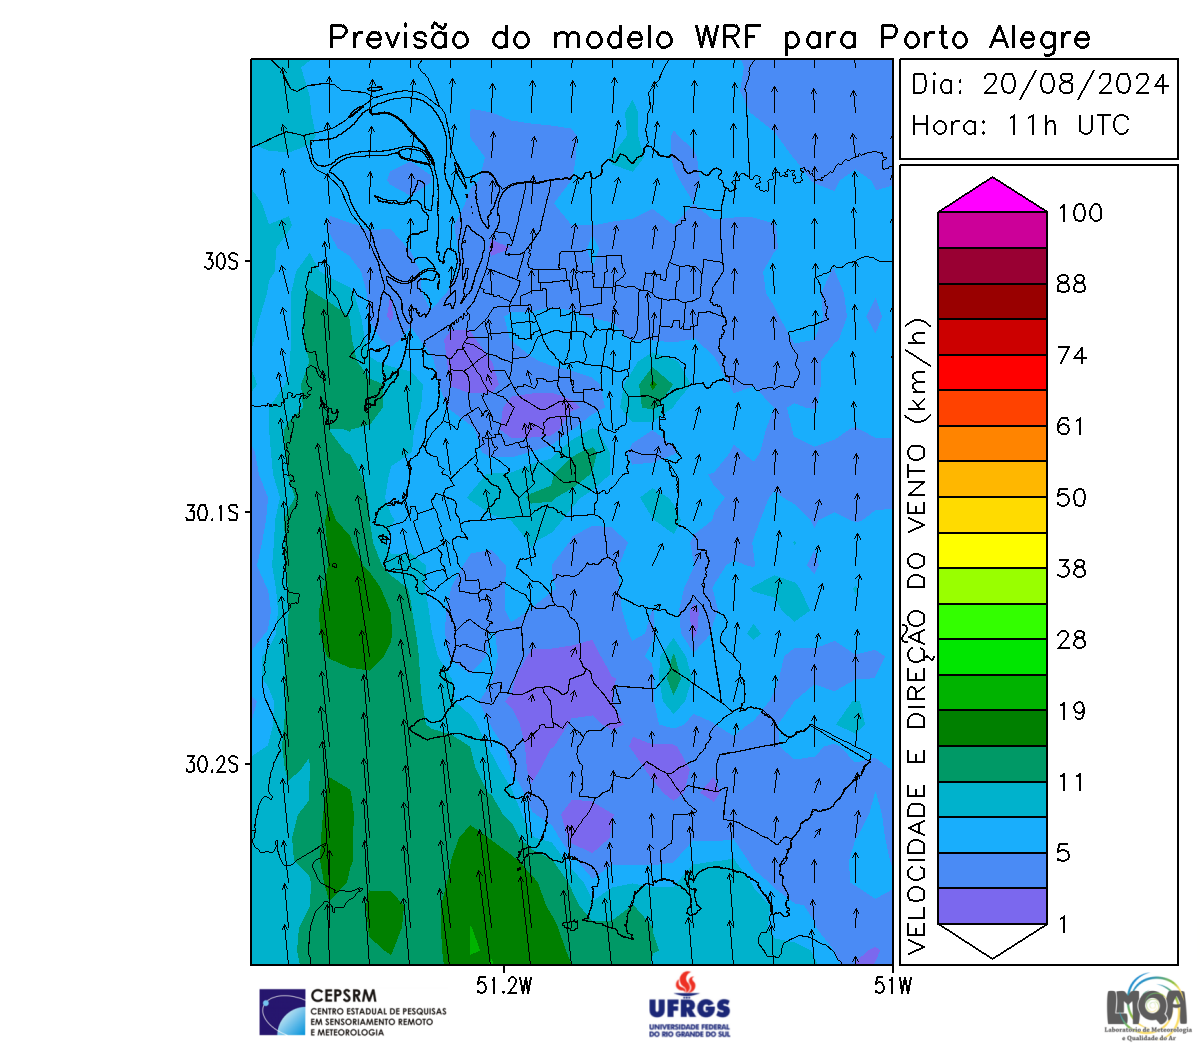 Previsão do modelo WRF para Porto Alegre
Dia: 20/08/2024
Hora: 11h UTC
30S
30.1S
30.2S
51.2W
51W
VELOCIDADE E DIREÇÃO DO VENTO (km/h)
100
88
74
61
50
38
28
19
11
5
1
CEPSRM
CENTRO ESTADUAL DE PESQUISAS
EM SENSORIAMENTO REMOTO
E METEOROLOGIA
UFRGS
UNIVERSIDADE FEDERAL
DO RIO GRANDE DO SUL
LMQA
Laboratório de Meteorologia
e Qualidade do Ar